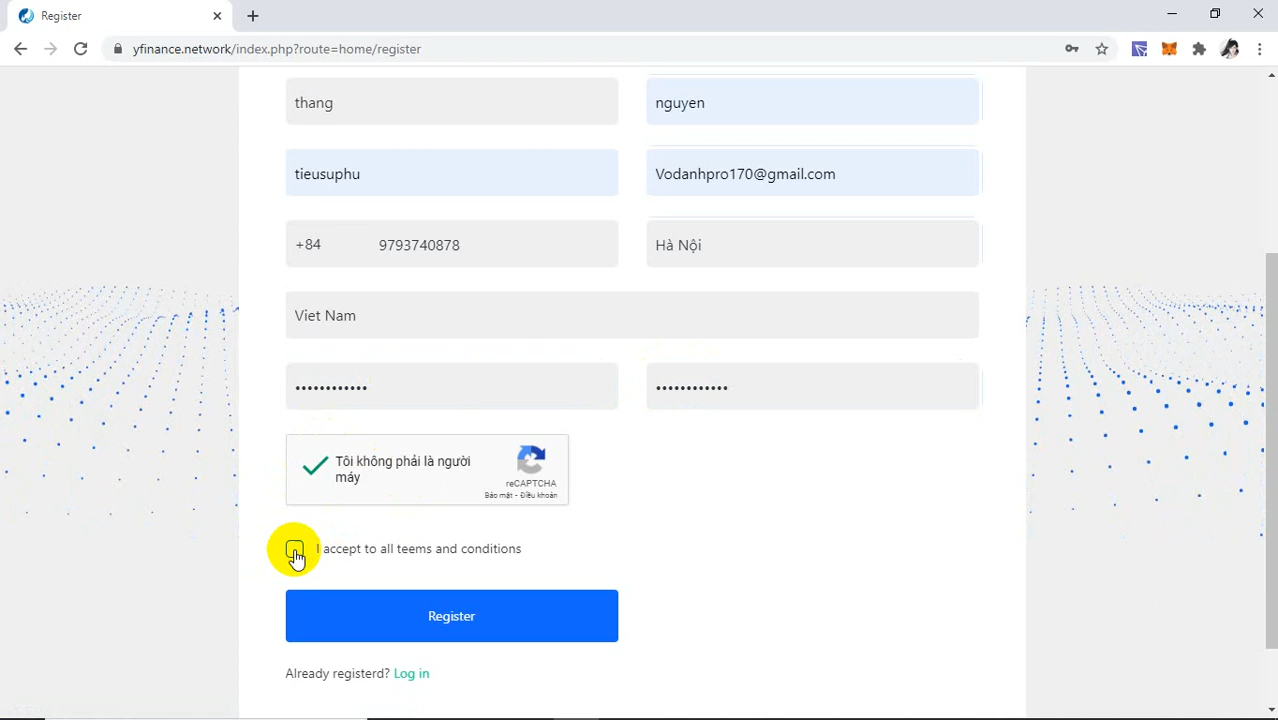 Register
yfinance.network/index.php?route=home/register
thang
nguyen
tieusuphu
Vodanhpro170@gmail.com
+84 9793740878
Hà Nội
Viet Nam
••••••••••••
••••••••••••
Tôi không phải là người
máy
reCAPTCHA
Bảo mật - Điều khoản
I accept to all teems and conditions
Register
Already registerd? Log in